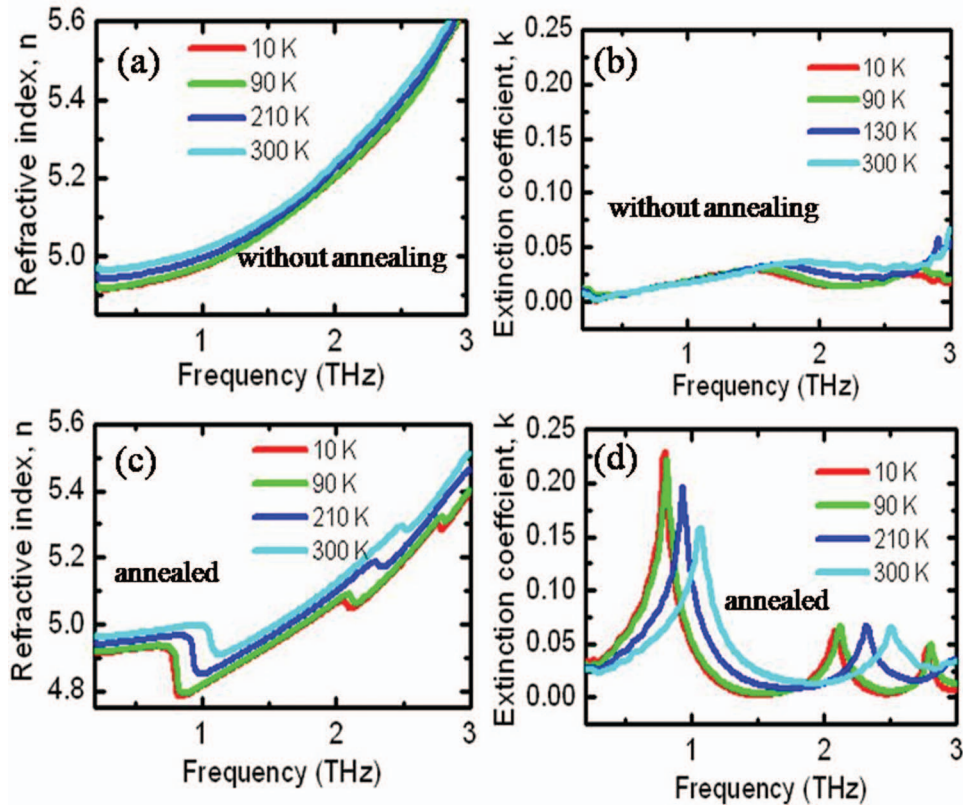 5.6
5.4
5.2
5.0
Refractive index, n
(a)
10 K
90 K
210 K
300 K
without annealing
1
2
3
Frequency (THz)
0.25
0.20
0.15
0.10
0.05
0.00
Extinction coefficient, k
(b)
10 K
90 K
130 K
300 K
without annealing
1
2
3
Frequency (THz)
5.6
5.4
5.2
5.0
4.8
Refractive index, n
(c)
10 K
90 K
210 K
300 K
annealed
1
2
3
Frequency (THz)
0.25
0.20
0.15
0.10
0.05
0.00
Extinction coeffcient, k
(d)
10 K
90 K
210 K
300 K
annealed
1
2
3
Frequency (THz)